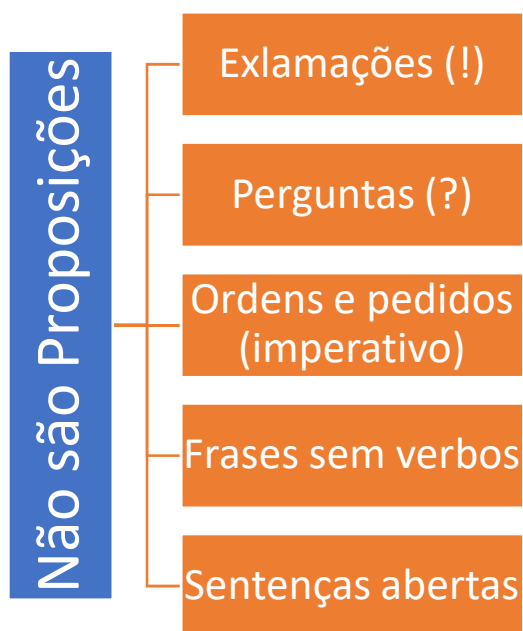 Não são Proposições
Exlamações (!)
Perguntas (?)
Ordens e pedidos
(imperativo)
Frases sem verbos
Sentenças abertas